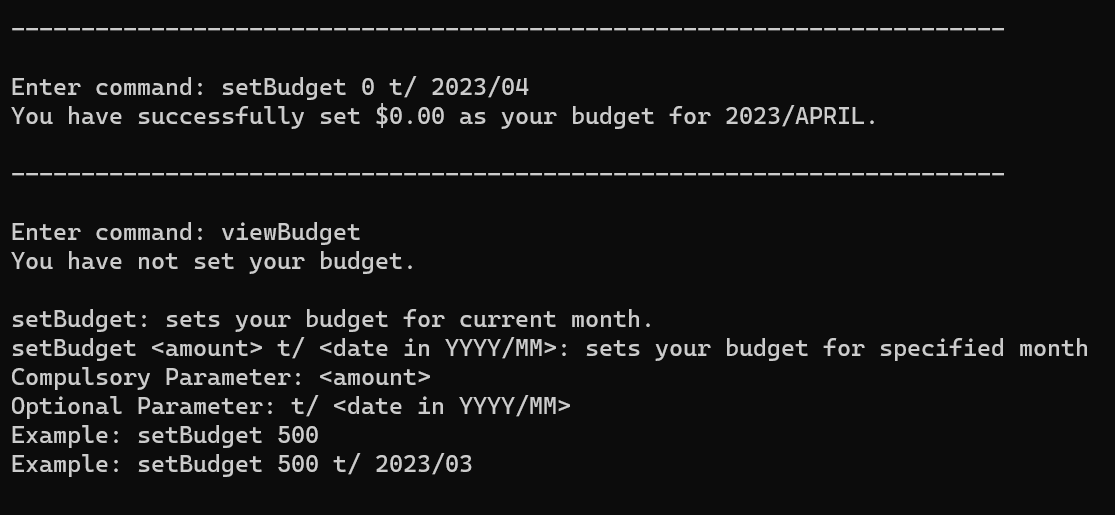 ________________________________________________________________________
Enter command: setBudget 0 t/ 2023/04
You have successfully set $0.00 as your budget for 2023/APRIL.
________________________________________________________________________
Enter command: viewBudget
You have not set your budget.
setBudget: sets your budget for current month.
setBudget <amount> t/ <date in YYYY/MM>: sets your budget for specified month
Compulsory Parameter: <amount>
Optional Parameter: t/ <date in YYYY/MM>
Example: setBudget 500
Example: setBudget 500 t/ 2023/03